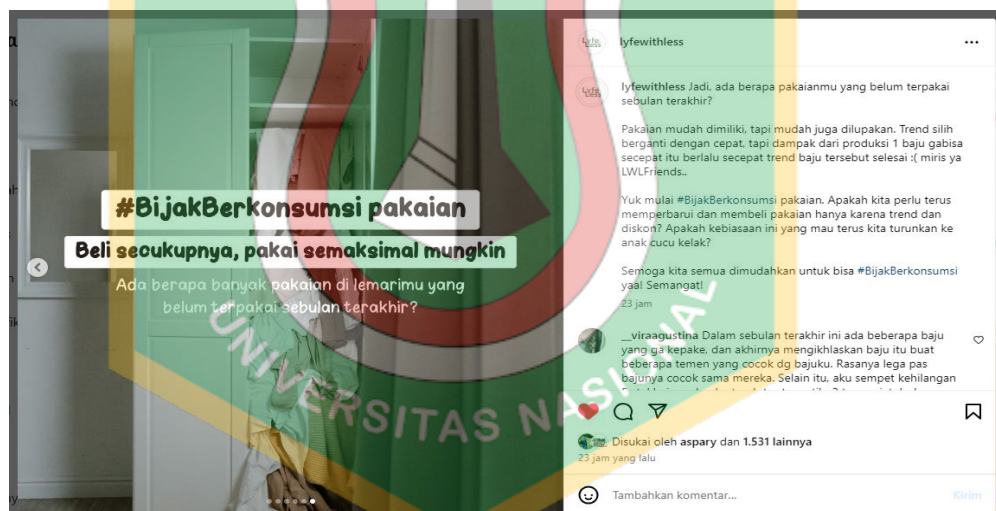 #BijakBerkonsumsi pakaian
Beli secukupnya, pakai semaksimal mungkin
Ada berapa banyak pakaian di lemarimu yang
belum terpakai sebulan terakhir?
UNIVERSITAS NASIONAL
lyfewithless
lyfewithless Jadi, ada berapa pakaianmu yang belum terpakai
sebulan terakhir?
Pakaian mudah dimiliki, tapi mudah juga dilupakan. Trend silih
berganti dengan cepat, tapi dampak dari produksi 1 baju gabisa
secepat itu berlalu secepat trend baju tersebut selesai :( miris ya
LWLFriends..
Yuk mulai #BijakBerkonsumsi pakaian. Apakah kita perlu terus
memperbarui dan membeli pakaian hanya karena trend dan
diskon? Apakah kebiasaan ini yang mau terus kita turunkan ke
anak cucu kelak?
Semoga kita semua dimudahkan untuk bisa #BijakBerkonsumsi
yaa! Semangat!
23 jam
__viraagustina Dalam sebulan terakhir ini ada beberapa baju
yang ga kepake, dan akhirnya mengikhlaskan baju itu buat
beberapa temen yang cocok dg bajuku. Rasanya lega pas
bajunya cocok sama mereka. Selain itu, aku sempet kehilangan
Disukai oleh aspary dan 1.531 lainnya
23 jam yang lalu
Tambahkan komentar...
Kirim